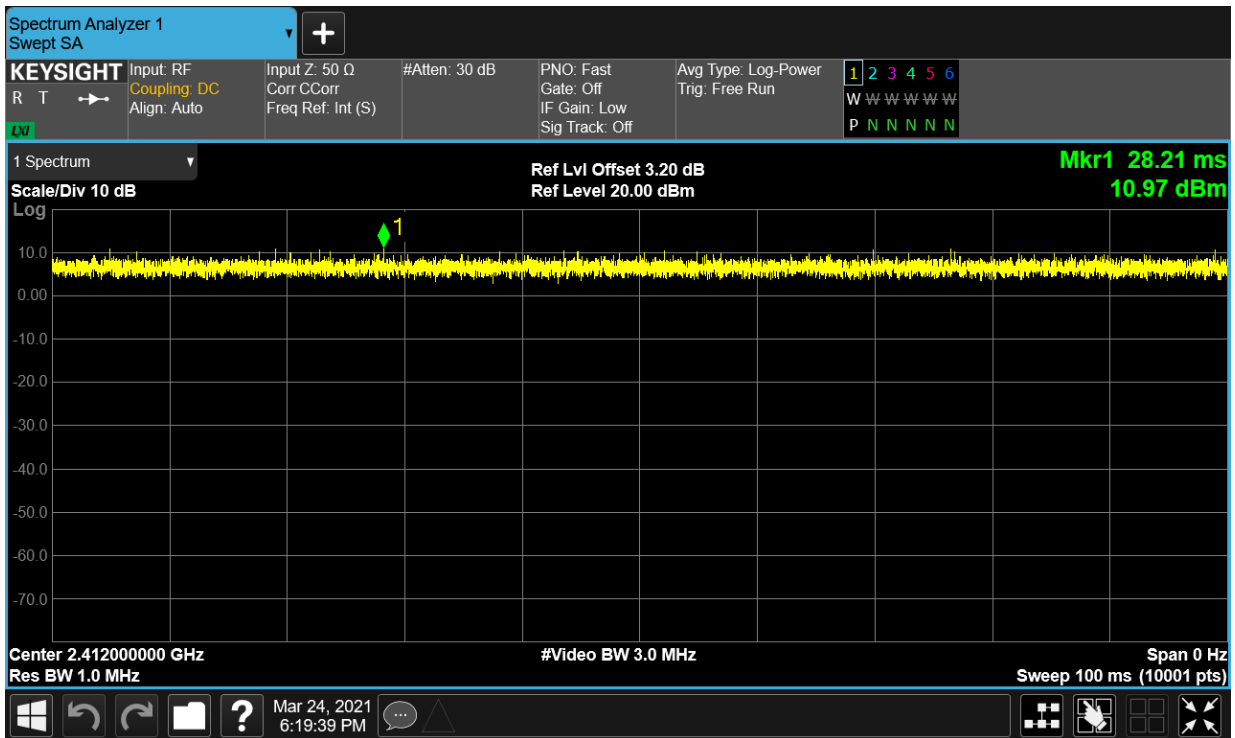 Spectrum Analyzer 1
Swept SA
KEYSIGHT
R T
LXI
Input: RF
Coupling: DC
Align: Auto
Input Z: 50 Ω
Corr CCorr
Freq Ref: Int (S)
#Atten: 30 dB
PNO: Fast
Gate: Off
IF Gain: Low
Sig Track: Off
Avg Type: Log-Power
Trig: Free Run
1 2 3 4 5 6
W W W W W W
P N N N N N
1 Spectrum
Scale/Div 10 dB
Log
Ref Lvl Offset 3.20 dB
Ref Level 20.00 dBm
Mkr1 28.21 ms
10.97 dBm
1
10.0
0.00
-10.0
-20.0
-30.0
-40.0
-50.0
-60.0
-70.0
Center 2.412000000 GHz
Res BW 1.0 MHz
#Video BW 3.0 MHz
Span 0 Hz
Sweep 100 ms (10001 pts)
?
Mar 24, 2021
6:19:39 PM